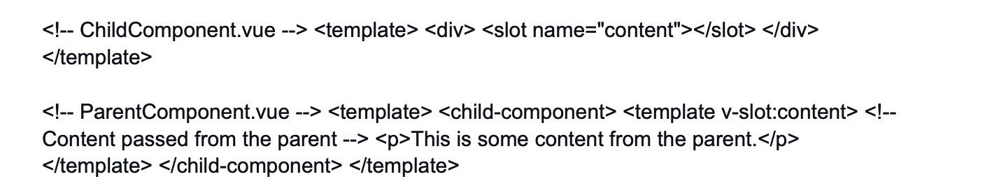 <!-- ChildComponent.vue --> <template> <div> <slot name="content"></slot> </div>
</template>
<!-- ParentComponent.vue --> <template> <child-component> <template v-slot:content> <!--
Content passed from the parent --> <p>This is some content from the parent.</p>
</template> </child-component> </template>